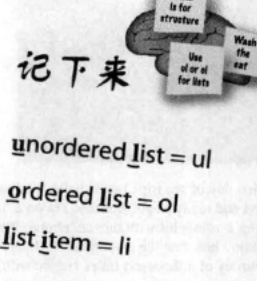 is for
structure
Wash
the
cat
Use
ul or ol
for lists
记下来
unordered list = ul
ordered list = ol
list item = li